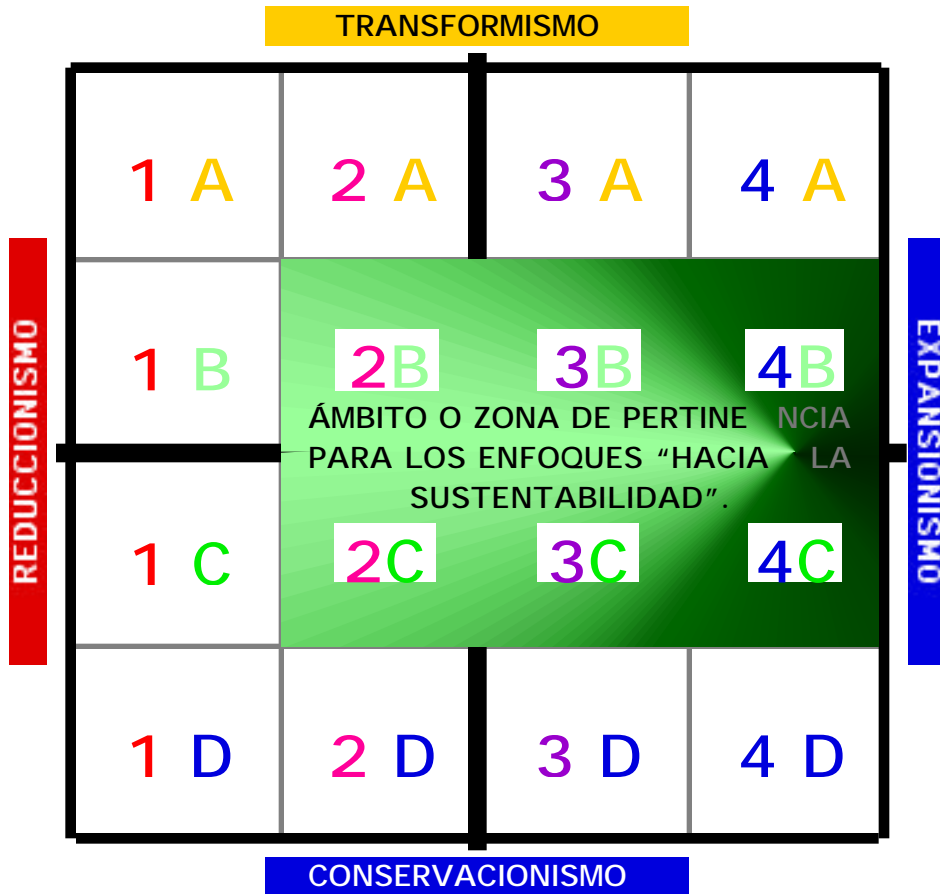 TRANSFORMISMO
1 A 2 A 3 A 4 A
REDUCCIONISMO
EXPANSIONISMO
1 B 2B 3B 4B
ÁMBITO O ZONA DE PERTINE NCIA
PARA LOS ENFOQUES “HACIA LA
SUSTENTABILIDAD”.
1 C 2C 3C 4C
1 D 2 D 3 D 4 D
CONSERVACIONISMO